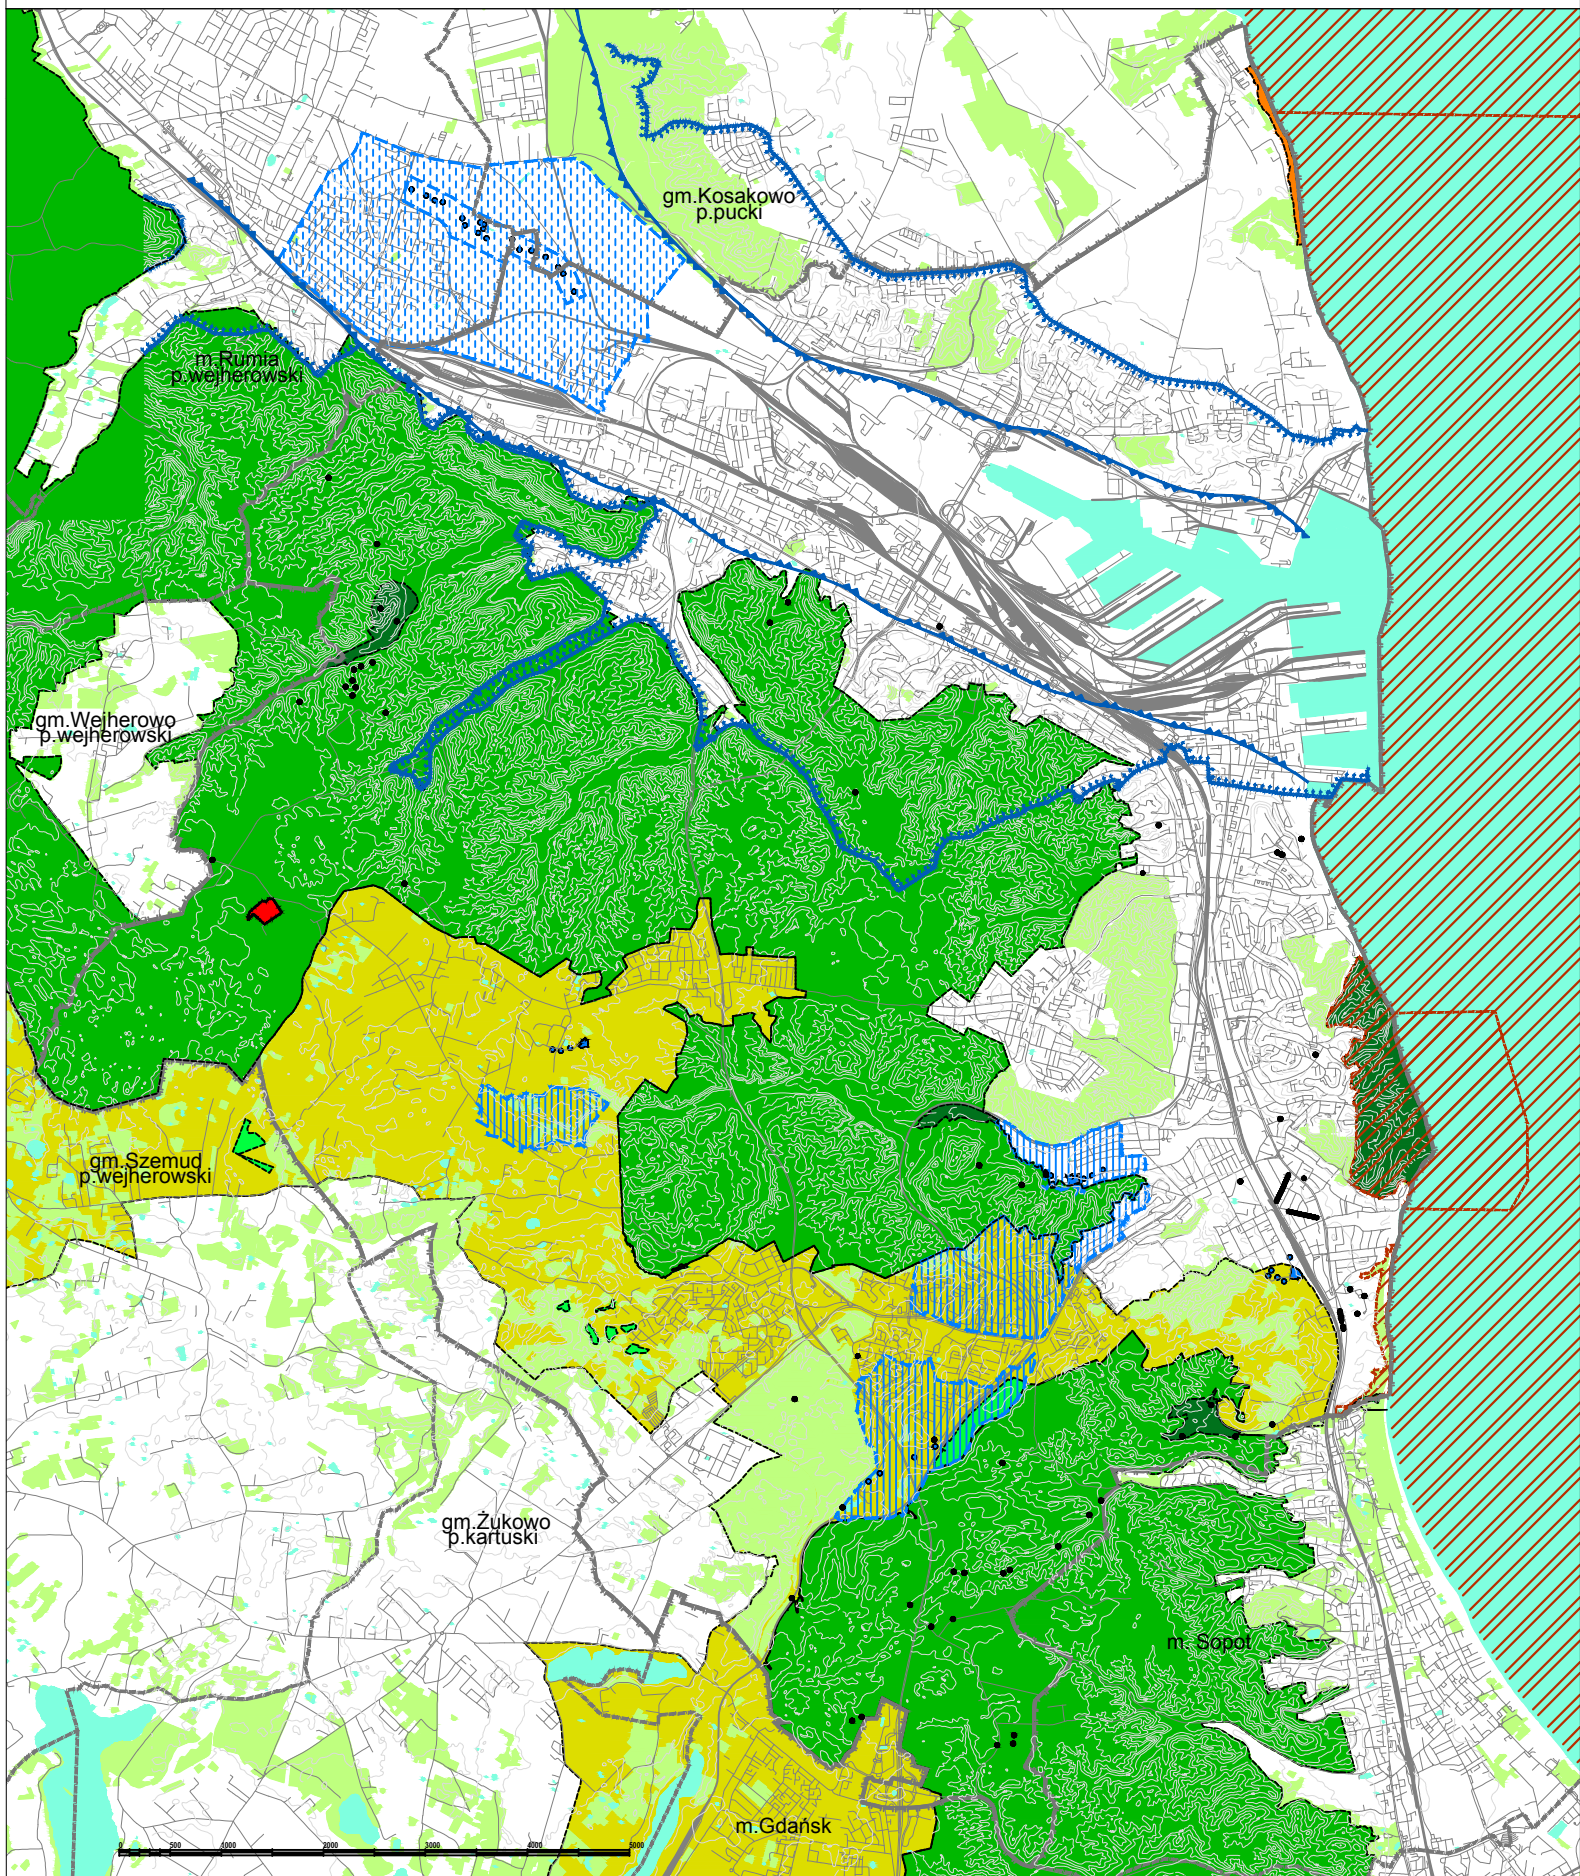 gm.Kosakowo
p.pucki
m.Rumia
p.wejherowski
gm.Wejherowo
p.wejherowski
gm.Szemud
p.wejherowski
gm.Żukowo
p.kartuski
m. Sopot
m.Gdańsk
0 500 1000 2000 3000 4000 5000